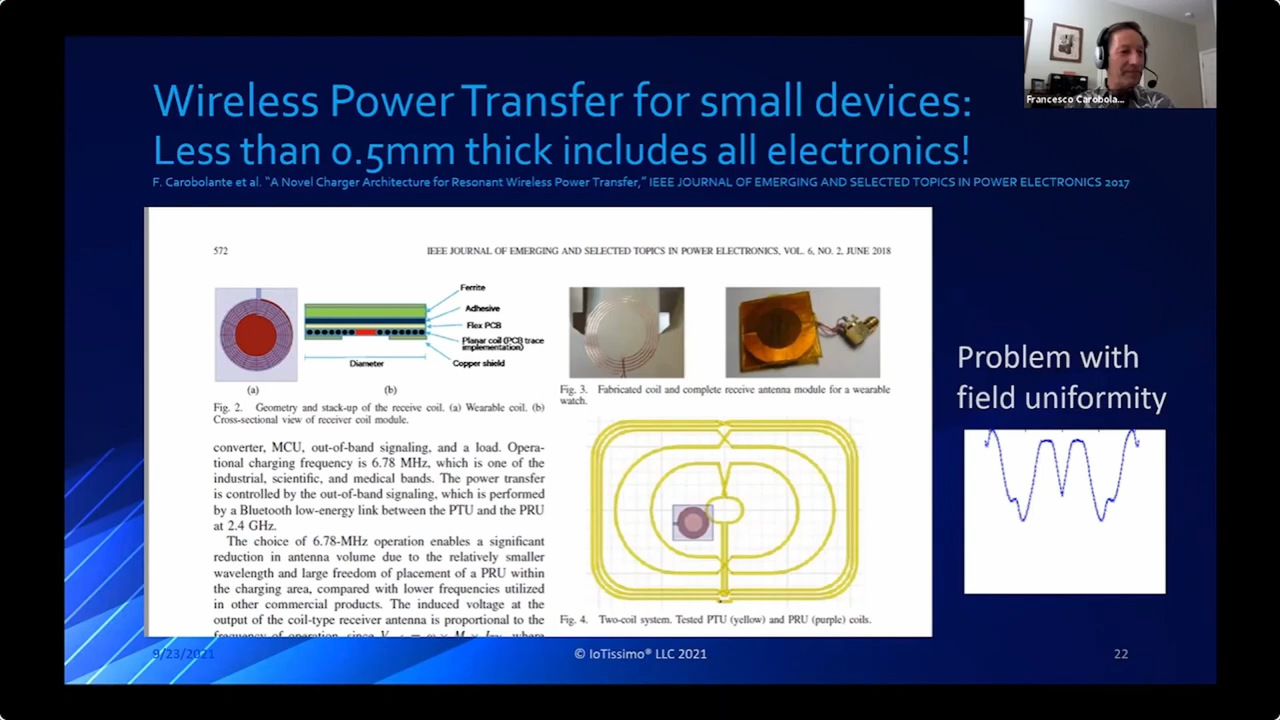 Francesco Carobola...
Wireless Power Transfer for small devices:
Less than 0.5mm thick includes all electronics!
F. Carobolante et al. “A Novel Charger Architecture for Resonant Wireless Power Transfer,” IEEE JOURNAL OF EMERGING AND SELECTED TOPICS IN POWER ELECTRONICS 2017
572
IEEE JOURNAL OF EMERGING AND SELECTED TOPICS IN POWER ELECTRONICS, VOL. 6, NO. 2, JUNE 2018
Ferrite
Adhesive
Flex PCB
Planar coil (PCB trace
implementation)
Copper shield
Diameter
(a)
(b)
Fig. 2. Geometry and stack-up of the receive coil. (a) Wearable coil. (b)
Cross-sectional view of receiver coil module.
converter, MCU, out-of-band signaling, and a load. Opera-
tional charging frequency is 6.78 MHz, which is one of the
industrial, scientific, and medical bands. The power transfer
is controlled by the out-of-band signaling, which is performed
by a Bluetooth low-energy link between the PTU and the PRU
at 2.4 GHz.
The choice of 6.78-MHz operation enables a significant
reduction in antenna volume due to the relatively smaller
wavelength and large freedom of placement of a PRU within
the charging area, compared with lower frequencies utilized
in other commercial products. The induced voltage at the
output of the coil-type receiver antenna is proportional to the
frequency of operation, since
Fig. 3. Fabricated coil and complete receive antenna module for a wearable
watch.
Fig. 4. Two-coil system. Tested PTU (yellow) and PRU (purple) coils.
Problem with
field uniformity
9/23/2021
© IoTissimo® LLC 2021
22